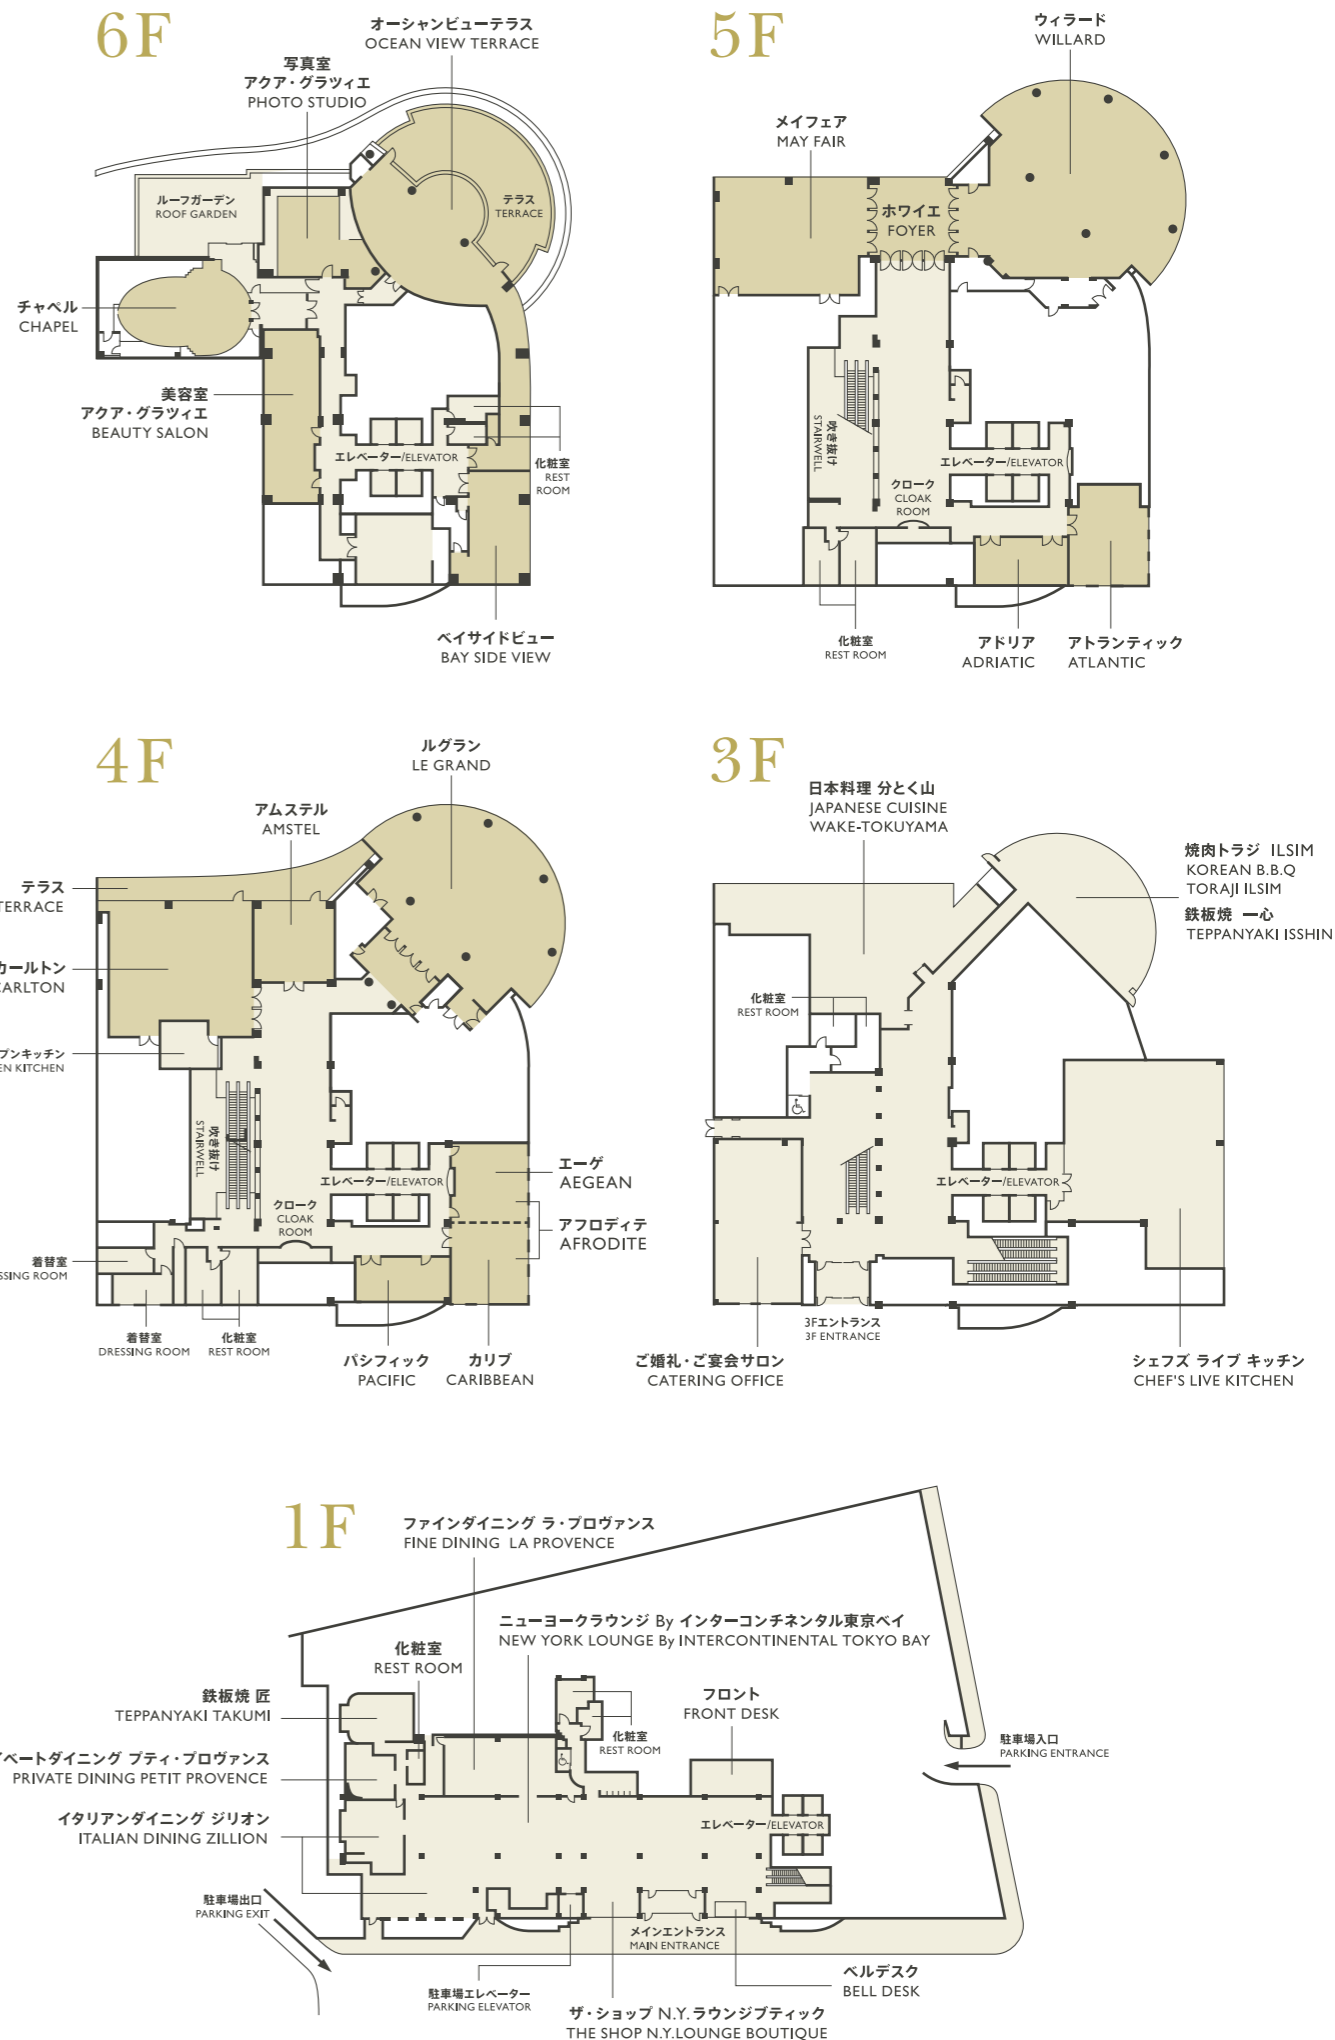 6F
オーシャンビューテラス
OCEAN VIEW TERRACE
写真室
アクア・グラツィエ
PHOTO STUDIO
ルーフガーデン
ROOF GARDEN
テラス
TERRACE
チャペル
CHAPEL
美容室
アクア・グラツィエ
BEAUTY SALON
エレベーター/ELEVATOR
化粧室
REST
ROOM
ベイサイドビュー
BAY SIDE VIEW
5F
ウィラード
WILLARD
メイフェア
MAY FAIR
ホワイエ
FOYER
吹き抜け
STAIRWELL
エレベーター/ELEVATOR
クローク
CLOAK
ROOM
化粧室
REST ROOM
アドリア
ADRIATIC
アトランティック
ATLANTIC
4F
ルグラン
LE GRAND
アムステル
AMSTEL
テラス
TERRACE
カールトン
CARLTON
プンキッチン
EN KITCHEN
吹き抜け
STAIRWELL
エレベーター/ELEVATOR
クローク
CLOAK
ROOM
エーゲ
AEGEAN
アフロディテ
AFRODITE
着替室
SSING ROOM
着替室
DRESSING ROOM
化粧室
REST ROOM
パシフィック
PACIFIC
カリブ
CARIBBEAN
3F
日本料理 分とく山
JAPANESE CUISINE
WAKE-TOKUYAMA
焼肉トラジ ILSIM
KOREAN B.B.Q
TORAJI ILSIM
鉄板焼 一心
TEPPANYAKI ISSHIN
化粧室
REST ROOM
エレベーター/ELEVATOR
3Fエントランス
3F ENTRANCE
ご婚礼・ご宴会サロン
CATERING OFFICE
シェフズ ライブ キッチン
CHEF'S LIVE KITCHEN
1F
ファインダイニング ラ・プロヴァンス
FINE DINING LA PROVENCE
ニューヨークラウンジ By インターコンチネンタル東京ベイ
NEW YORK LOUNGE By INTERCONTINENTAL TOKYO BAY
化粧室
REST ROOM
鉄板焼 匠
TEPPANYAKI TAKUMI
フロント
FRONT DESK
化粧室
REST ROOM
駐車場入口
PARKING ENTRANCE
イベートダイニング プティ・プロヴァンス
PRIVATE DINING PETIT PROVENCE
イタリアンダイニング ジリオン
ITALIAN DINING ZILLION
エレベーター/ELEVATOR
駐車場出口
PARKING EXIT
メインエントランス
MAIN ENTRANCE
ベルデスク
BELL DESK
駐車場エレベーター
PARKING ELEVATOR
ザ・ショップ N.Y. ラウンジブティック
THE SHOP N.Y.LOUNGE BOUTIQUE